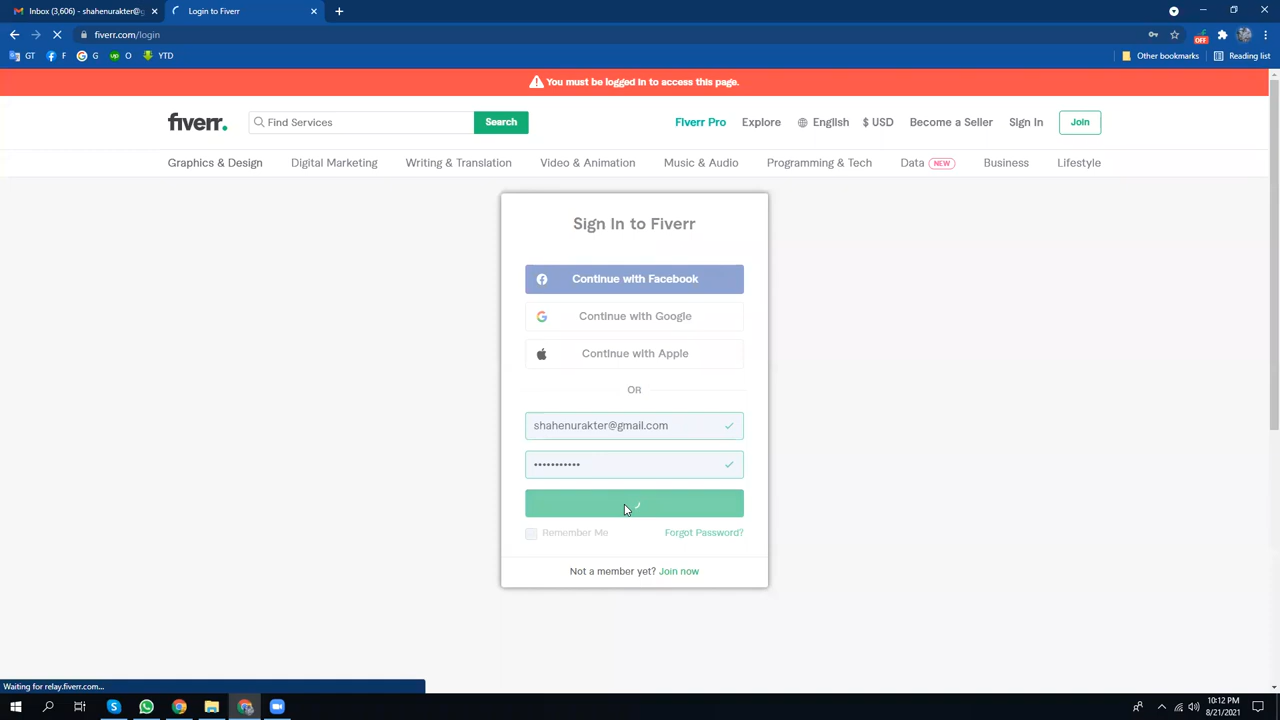 Inbox (3,606) - shahenurakter@g
Login to Fiverr
fiverr.com/login
GT
F
G
O
YTD
OFF
Other bookmarks
Reading list
You must be logged in to access this page.
fiverr.
Find Services
Search
Fiverr Pro
Explore
English
$ USD
Become a Seller
Sign In
Join
Graphics & Design
Digital Marketing
Writing & Translation
Video & Animation
Music & Audio
Programming & Tech
Data NEW
Business
Lifestyle
Sign In to Fiverr
Continue with Facebook
Continue with Google
Continue with Apple
OR
shahenurakter@gmail.com
•••••••••••
Remember Me
Forgot Password?
Not a member yet? Join now
Waiting for relay.fiverr.com...
10:12 PM
8/21/2021